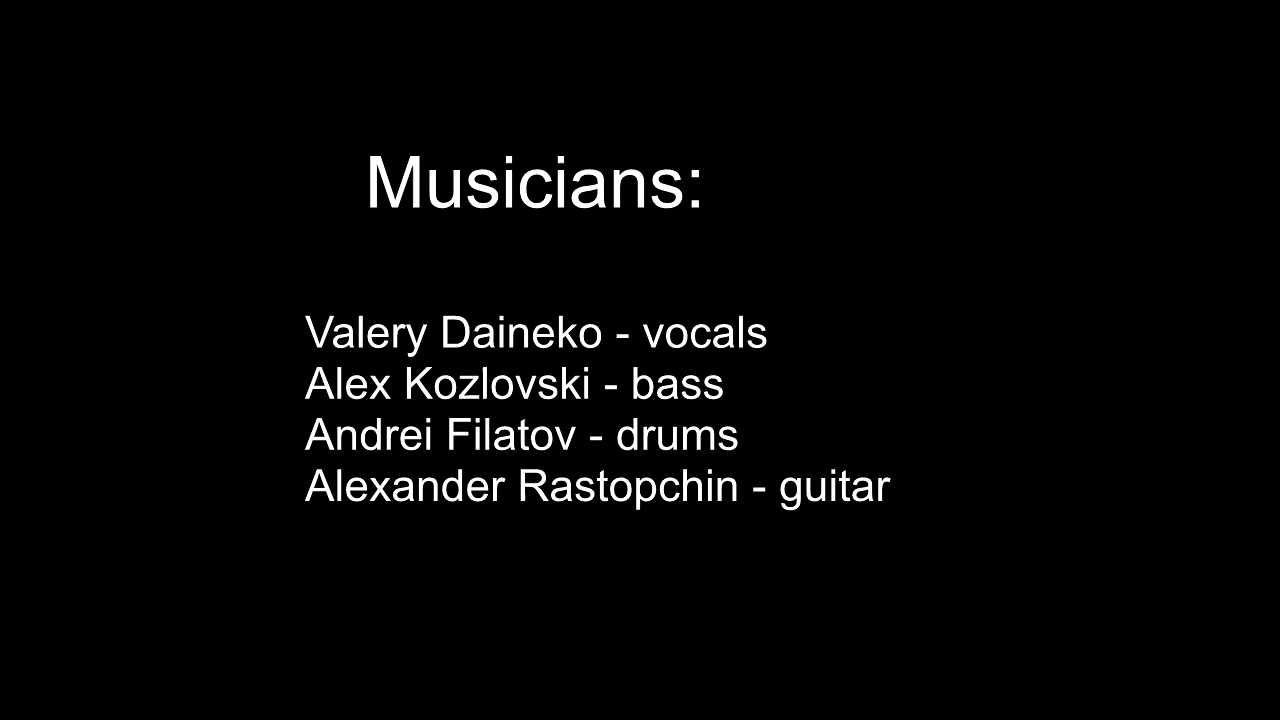 Musicians:
Valery Daineko - vocals
Alex Kozlovski - bass
Andrei Filatov - drums
Alexander Rastopchin - guitar